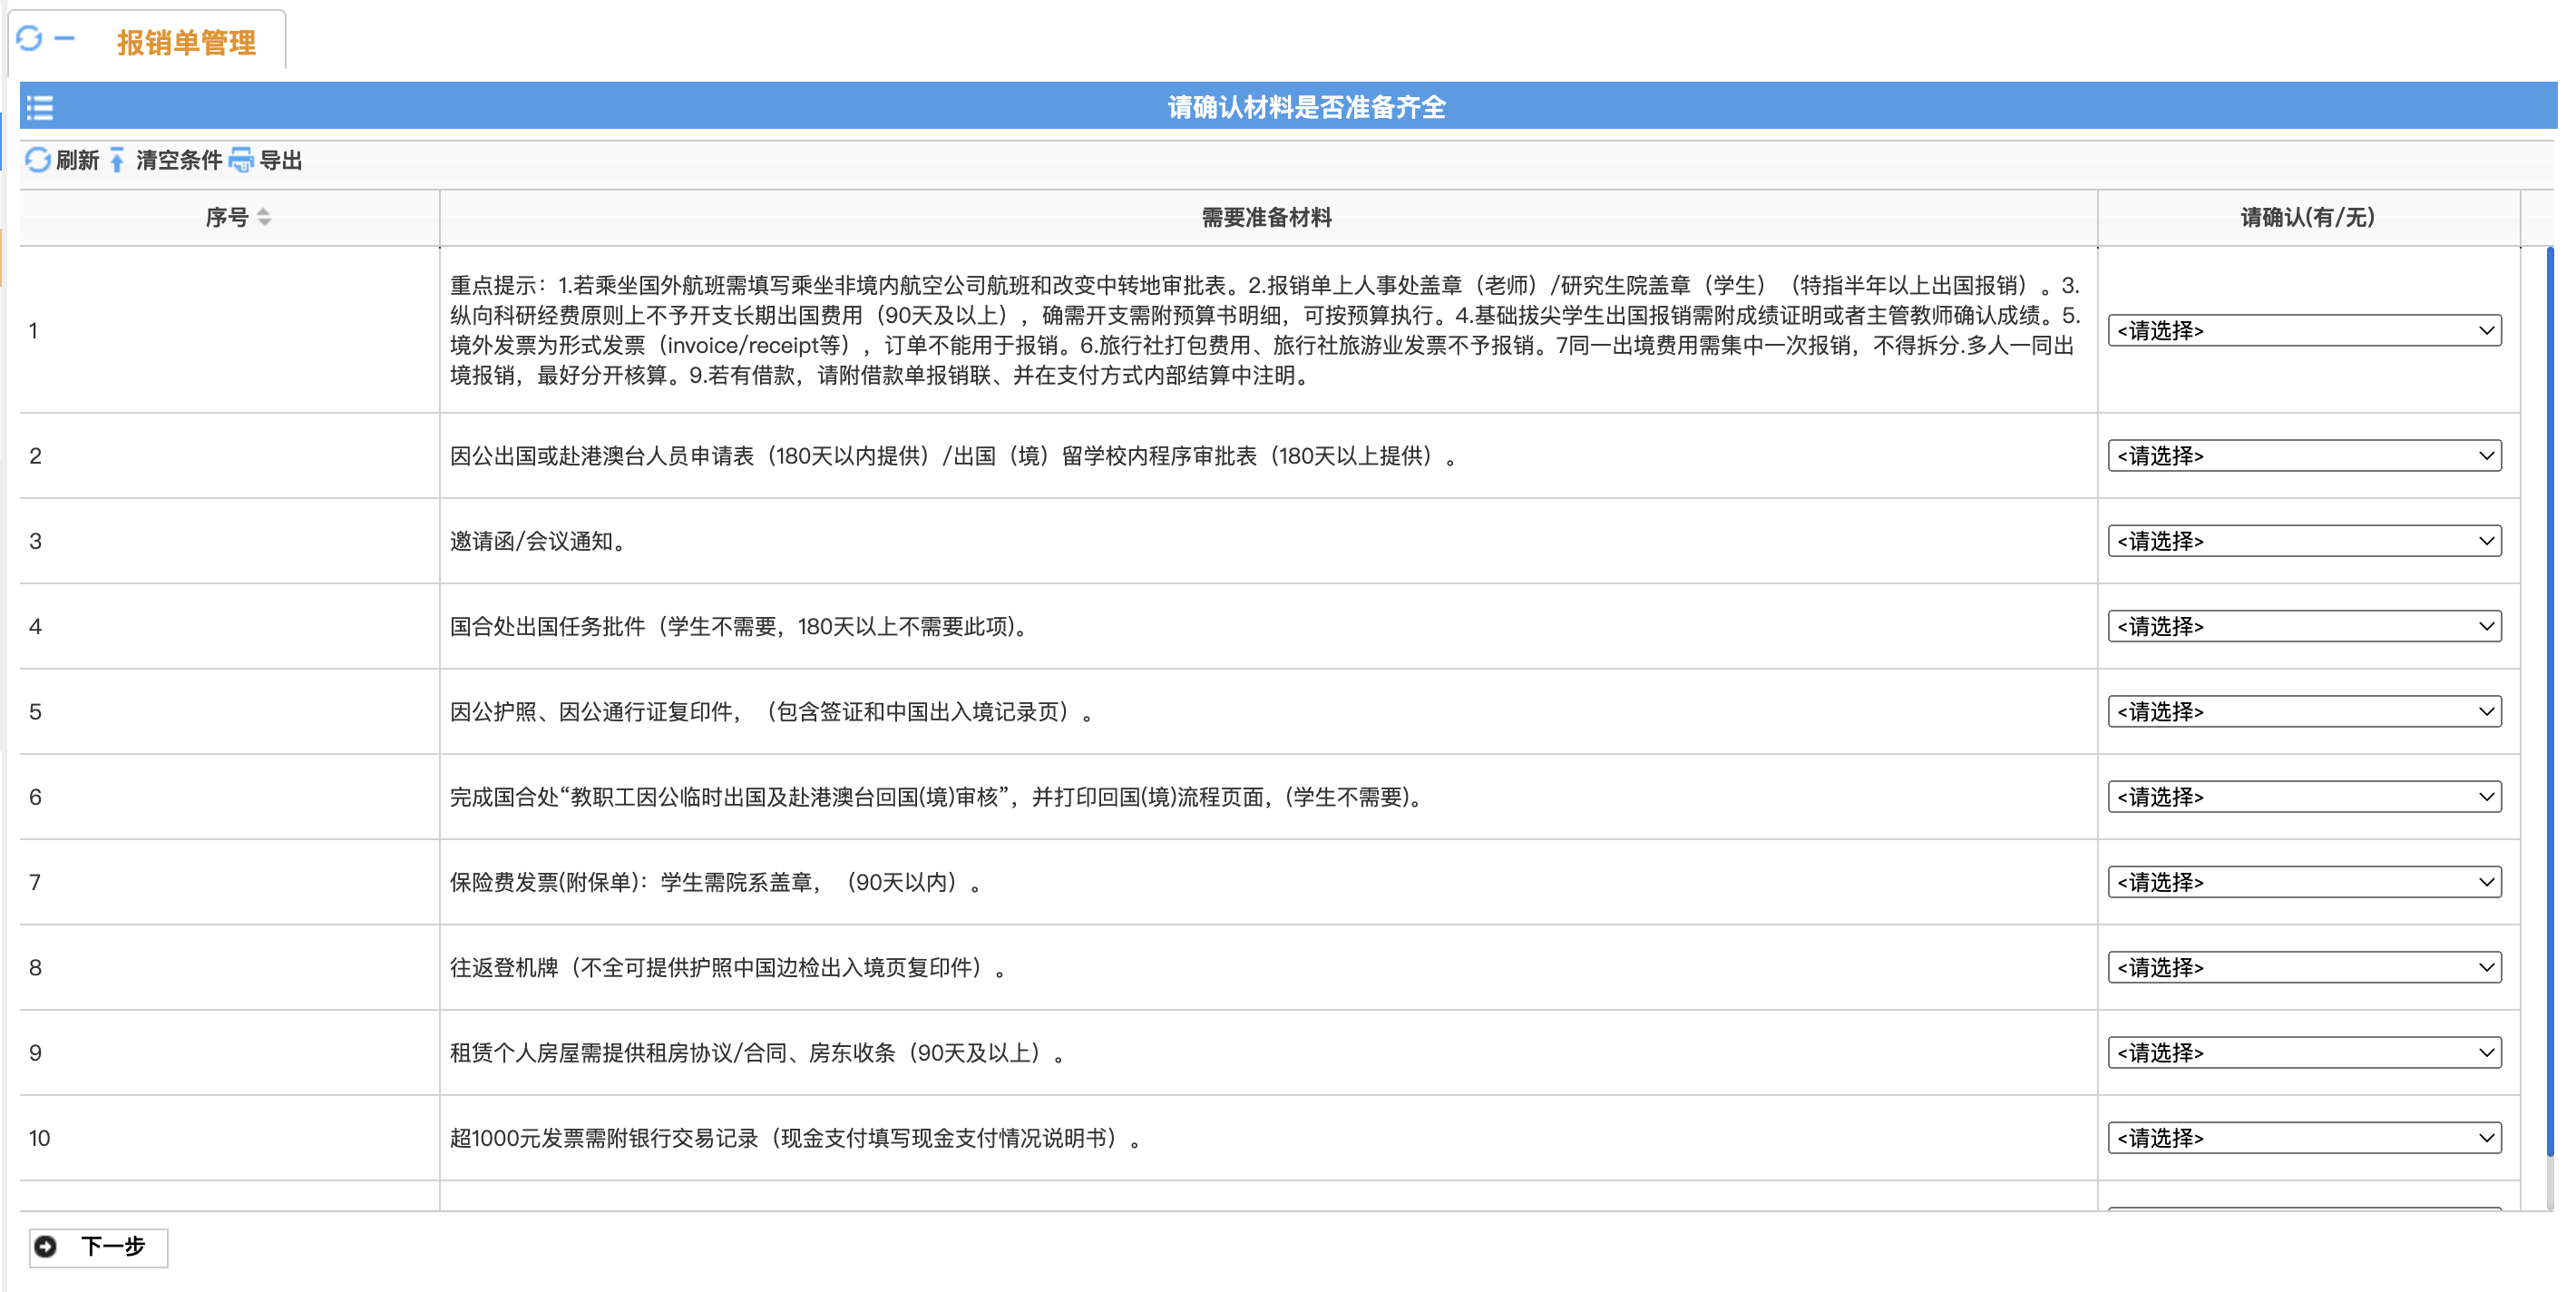 报销单管理
请确认材料是否准备齐全
刷新 清空条件 导出
序号 需要准备材料 请确认(有/无)
1 重点提示：1.若乘坐国外航班需填写乘坐非境内航空公司航班和改变中转地审批表。2.报销单上人事处盖章（老师）/研究生院盖章（学生）（特指半年以上出国报销）。3.
纵向科研经费原则上不予开支长期出国费用（90天及以上），确需开支需附预算书明细，可按预算执行。4.基础拔尖学生出国报销需附成绩证明或者主管教师确认成绩。5.
境外发票为形式发票（invoice/receipt等），订单不能用于报销。6.旅行社打包费用、旅行社旅游业发票不予报销。7同一出境费用需集中一次报销，不得拆分.多人一同出
境报销，最好分开核算。9.若有借款，请附借款单报销联、并在支付方式内部结算中注明。 <请选择>
2 因公出国或赴港澳台人员申请表（180天以内提供）/出国（境）留学校内程序审批表（180天以上提供）。 <请选择>
3 邀请函/会议通知。 <请选择>
4 国合处出国任务批件（学生不需要，180天以上不需要此项)。 <请选择>
5 因公护照、因公通行证复印件，（包含签证和中国出入境记录页）。 <请选择>
6 完成国合处“教职工因公临时出国及赴港澳台回国(境)审核”，并打印回国(境)流程页面，(学生不需要)。 <请选择>
7 保险费发票(附保单)：学生需院系盖章，（90天以内）。 <请选择>
8 往返登机牌（不全可提供护照中国边检出入境页复印件）。 <请选择>
9 租赁个人房屋需提供租房协议/合同、房东收条（90天及以上）。 <请选择>
10 超1000元发票需附银行交易记录（现金支付填写现金支付情况说明书）。 <请选择>
下一步